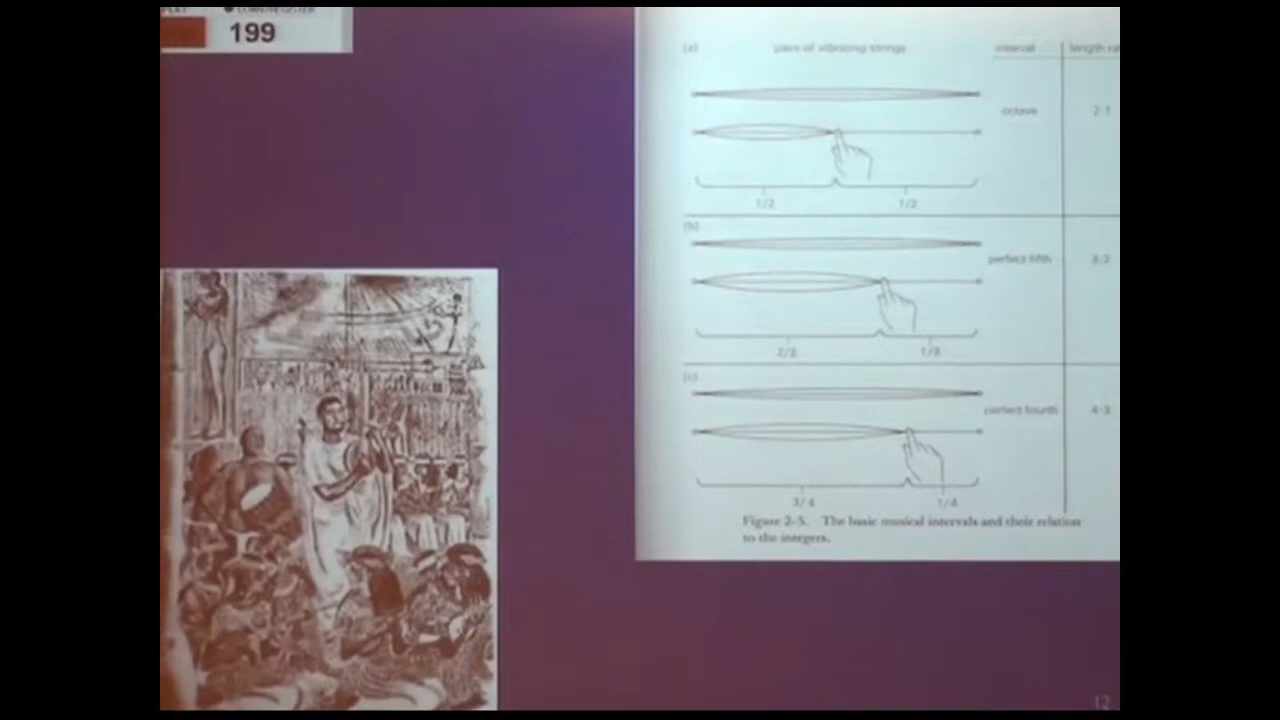 199
(a) pairs of vibrating strings interval length
octave 2:1
1/2 1/2
(b)
perfect fifth 3:2
2/3 1/3
(c)
perfect fourth 4:3
3/4 1/4
Figure 2-5. The basic musical intervals and their relation
to the integers.
12